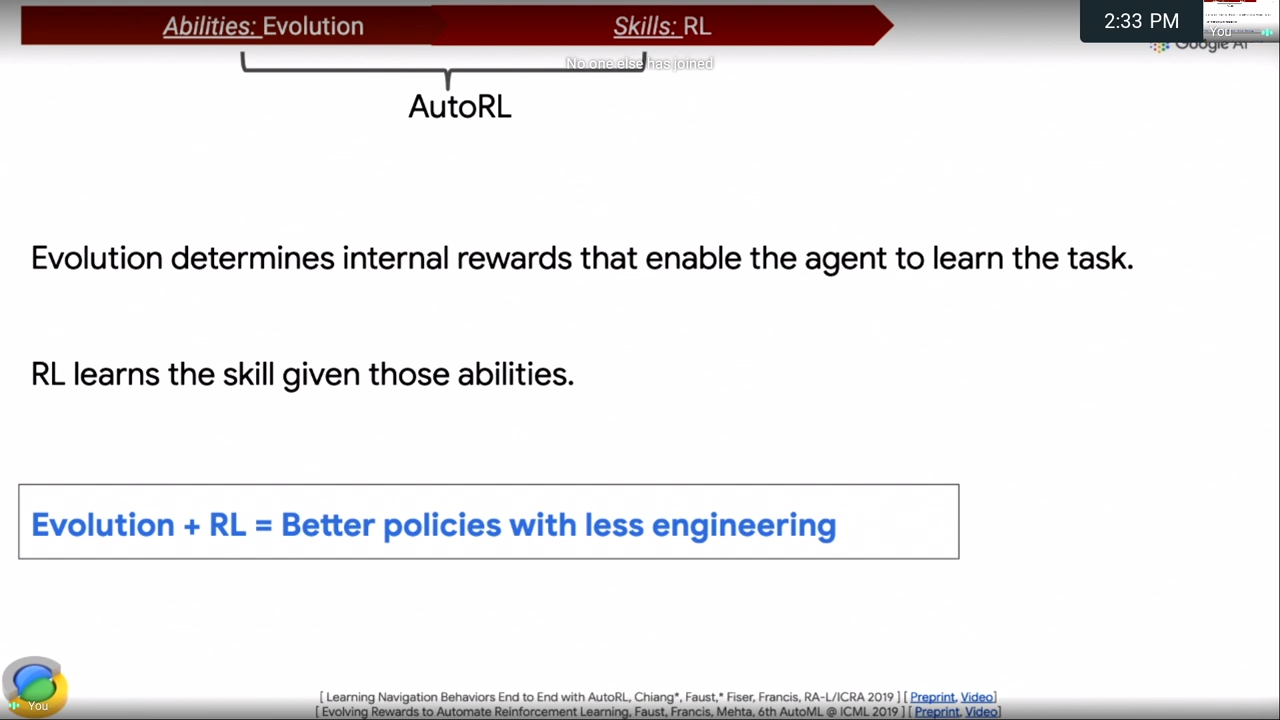 Abilities: Evolution
Skills: RL
2:33 PM
You
Google AI
No one else has joined
AutoRL
Evolution determines internal rewards that enable the agent to learn the task.
RL learns the skill given those abilities.
Evolution + RL = Better policies with less engineering
You
[ Learning Navigation Behaviors End to End with AutoRL, Chiang*, Faust,* Fiser, Francis, RA-L/ICRA 2019 ] [ Preprint, Video]
[ Evolving Rewards to Automate Reinforcement Learning, Faust, Francis, Mehta, 6th AutoML @ ICML 2019 ] [ Preprint, Video]